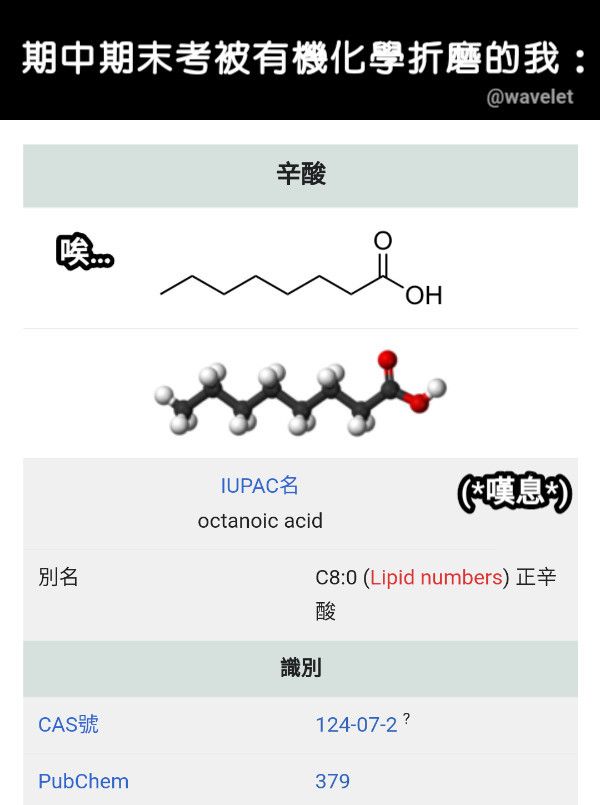 期中期末考被有機化學折磨的我：
@wavelet
辛酸
唉...
O
OH
IUPAC名
(*嘆息*)
octanoic acid
別名
C8:0 (Lipid numbers) 正辛
酸
識別
CAS號
124-07-2 ?
PubChem
379